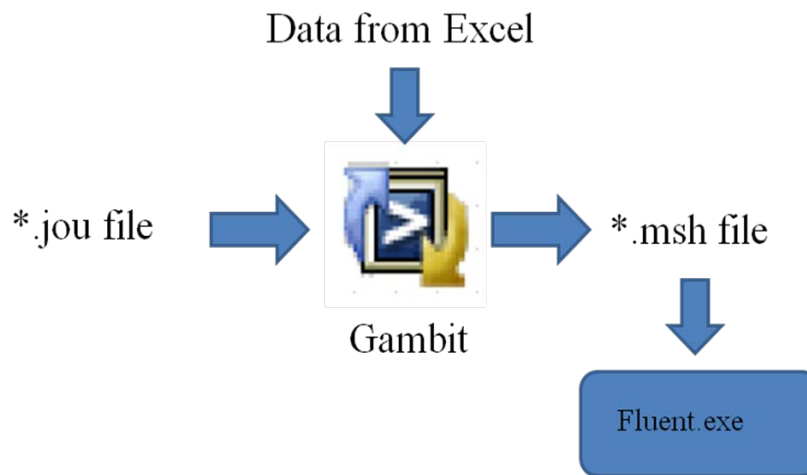 Data from Excel
*.jou file
*.msh file
Gambit
Fluent.exe